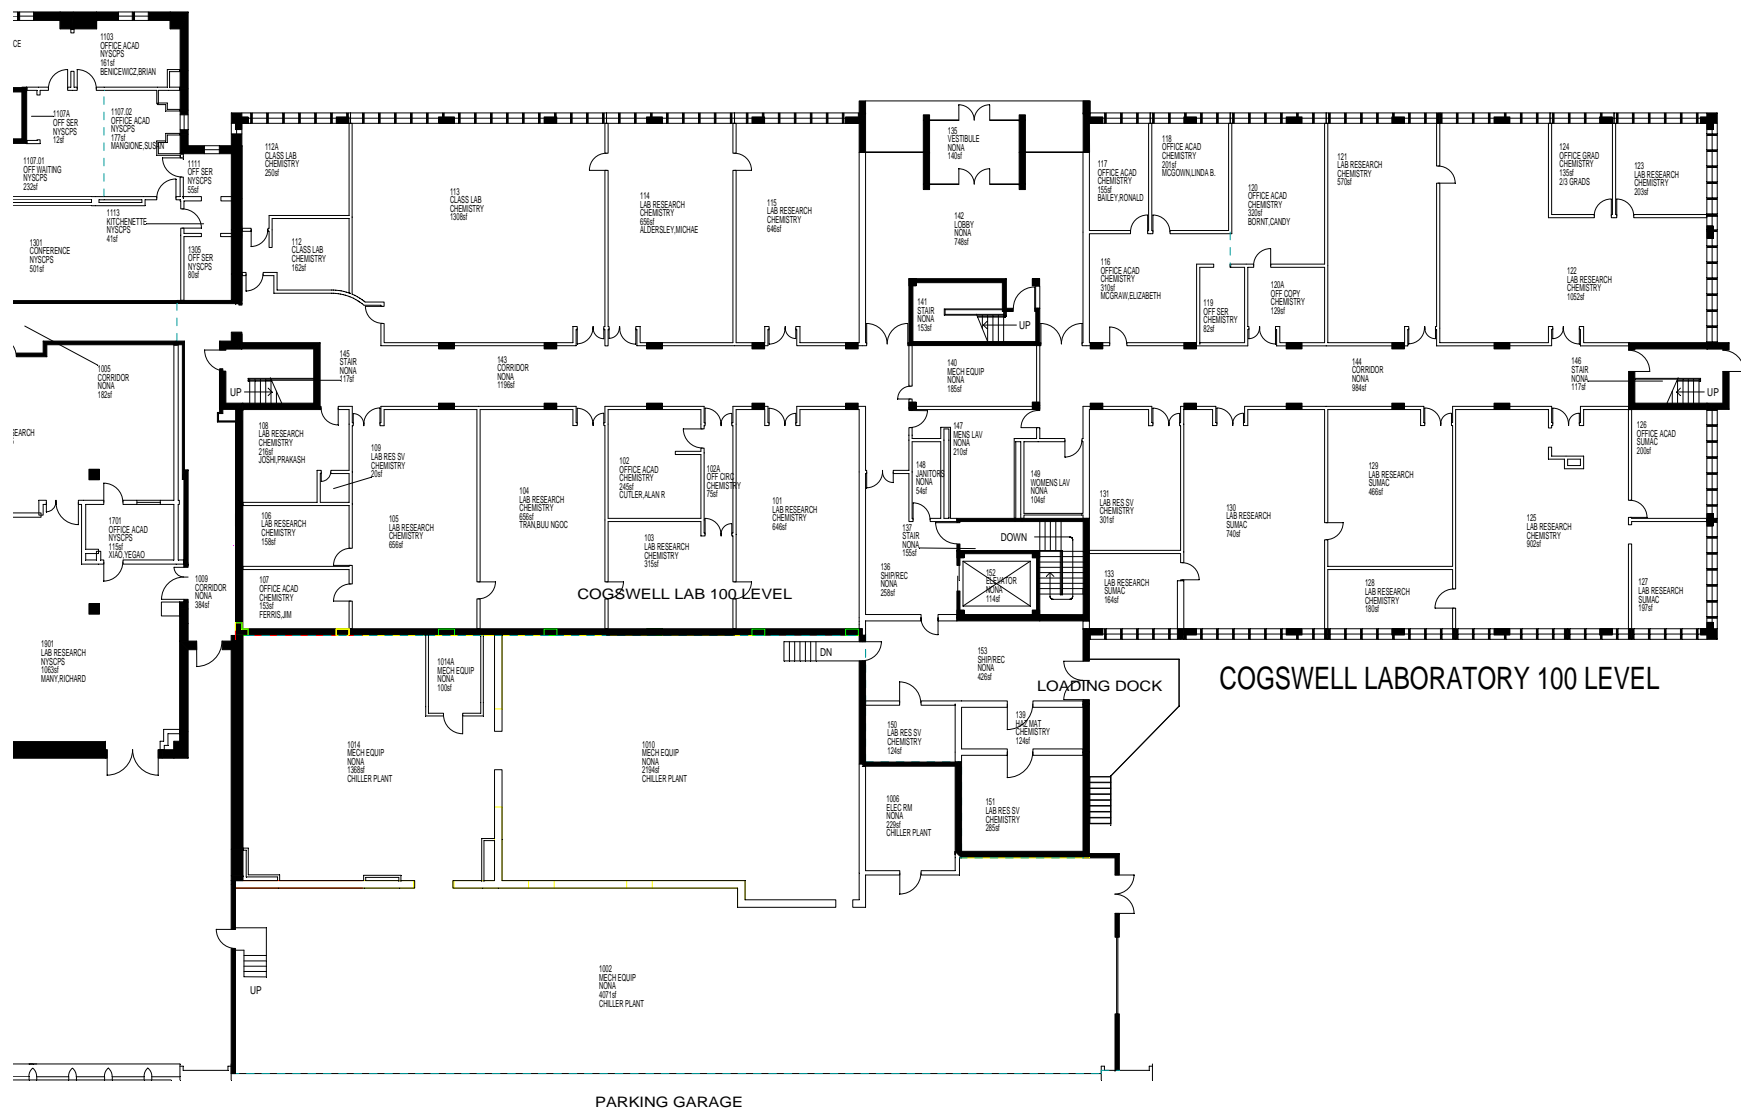 CE
1103
OFFICE ACAD
NYSCPS
161sf
BENICEWICZ,BRIAN
1107A
OFF SER
NYSCPS
12sf
1107.02
OFFICE ACAD
NYSCPS
177sf
MANGIONE,SUSAN
1107.01
OFF WAITING
NYSCPS
232sf
1111
OFF SER
NYSCPS
55sf
1113
KITCHENETTE
NYSCPS
41sf
1301
CONFERENCE
NYSCPS
501sf
1305
OFF SER
NYSCPS
80sf
112A
CLASS LAB
CHEMISTRY
250sf
112
CLASS LAB
CHEMISTRY
162sf
113
CLASS LAB
CHEMISTRY
1308sf
114
LAB RESEARCH
CHEMISTRY
656sf
ALDERSLEY,MICHAE
115
LAB RESEARCH
CHEMISTRY
646sf
135
VESTIBULE
NONA
140sf
142
LOBBY
NONA
748sf
117
OFFICE ACAD
CHEMISTRY
155sf
BAILEY,RONALD
118
OFFICE ACAD
CHEMISTRY
201sf
MCGOWN,LINDA B.
120
OFFICE ACAD
CHEMISTRY
320sf
BORNT,CANDY
121
LAB RESEARCH
CHEMISTRY
570sf
124
OFFICE GRAD
CHEMISTRY
135sf
2/3 GRADS
123
LAB RESEARCH
CHEMISTRY
203sf
116
OFFICE ACAD
CHEMISTRY
310sf
MCGRAW,ELIZABETH
119
OFF SER
CHEMISTRY
82sf
120A
OFF COPY
CHEMISTRY
129sf
122
LAB RESEARCH
CHEMISTRY
1052sf
141
STAIR
NONA
153sf
UP
1005
CORRIDOR
NONA
182sf
145
STAIR
NONA
117sf
UP
143
CORRIDOR
NONA
1196sf
140
MECH EQUIP
NONA
185sf
144
CORRIDOR
NONA
984sf
146
STAIR
NONA
117sf
UP
EARCH
108
LAB RESEARCH
CHEMISTRY
216sf
JOSHI,PRAKASH
109
LAB RES SV
CHEMISTRY
20sf
104
LAB RESEARCH
CHEMISTRY
656sf
TRAN,BUU NGOC
102
OFFICE ACAD
CHEMISTRY
245sf
CUTLER,ALAN R
102A
OFF CIRC
CHEMISTRY
75sf
101
LAB RESEARCH
CHEMISTRY
646sf
147
MENS LAV
NONA
210sf
148
JANITORS
NONA
54sf
149
WOMENS LAV
NONA
104sf
131
LAB RES SV
CHEMISTRY
301sf
130
LAB RESEARCH
SUMAC
740sf
129
LAB RESEARCH
SUMAC
466sf
125
LAB RESEARCH
CHEMISTRY
902sf
126
OFFICE ACAD
SUMAC
200sf
1701
OFFICE ACAD
NYSCPS
115sf
XIAO,YEGAO
106
LAB RESEARCH
CHEMISTRY
158sf
105
LAB RESEARCH
CHEMISTRY
656sf
103
LAB RESEARCH
CHEMISTRY
315sf
137
STAIR
NONA
155sf
DOWN
136
SHIP/REC
NONA
258sf
152
ELEVATOR
NONA
114sf
133
LAB RESEARCH
SUMAC
164sf
128
LAB RESEARCH
CHEMISTRY
180sf
127
LAB RESEARCH
SUMAC
197sf
1009
CORRIDOR
NONA
384sf
107
OFFICE ACAD
CHEMISTRY
153sf
FERRIS,JIM
COGSWELL LAB 100 LEVEL
1901
LAB RESEARCH
NYSCPS
1063sf
MANY,RICHARD
1014A
MECH EQUIP
NONA
100sf
DN
153
SHIP/REC
NONA
426sf
LOADING DOCK
COGSWELL LABORATORY 100 LEVEL
1014
MECH EQUIP
NONA
1368sf
CHILLER PLANT
1010
MECH EQUIP
NONA
2194sf
CHILLER PLANT
150
LAB RES SV
CHEMISTRY
124sf
139
HAZ MAT
CHEMISTRY
124sf
1006
ELEC RM
NONA
229sf
CHILLER PLANT
151
LAB RES SV
CHEMISTRY
285sf
UP
1002
MECH EQUIP
NONA
4071sf
CHILLER PLANT
PARKING GARAGE